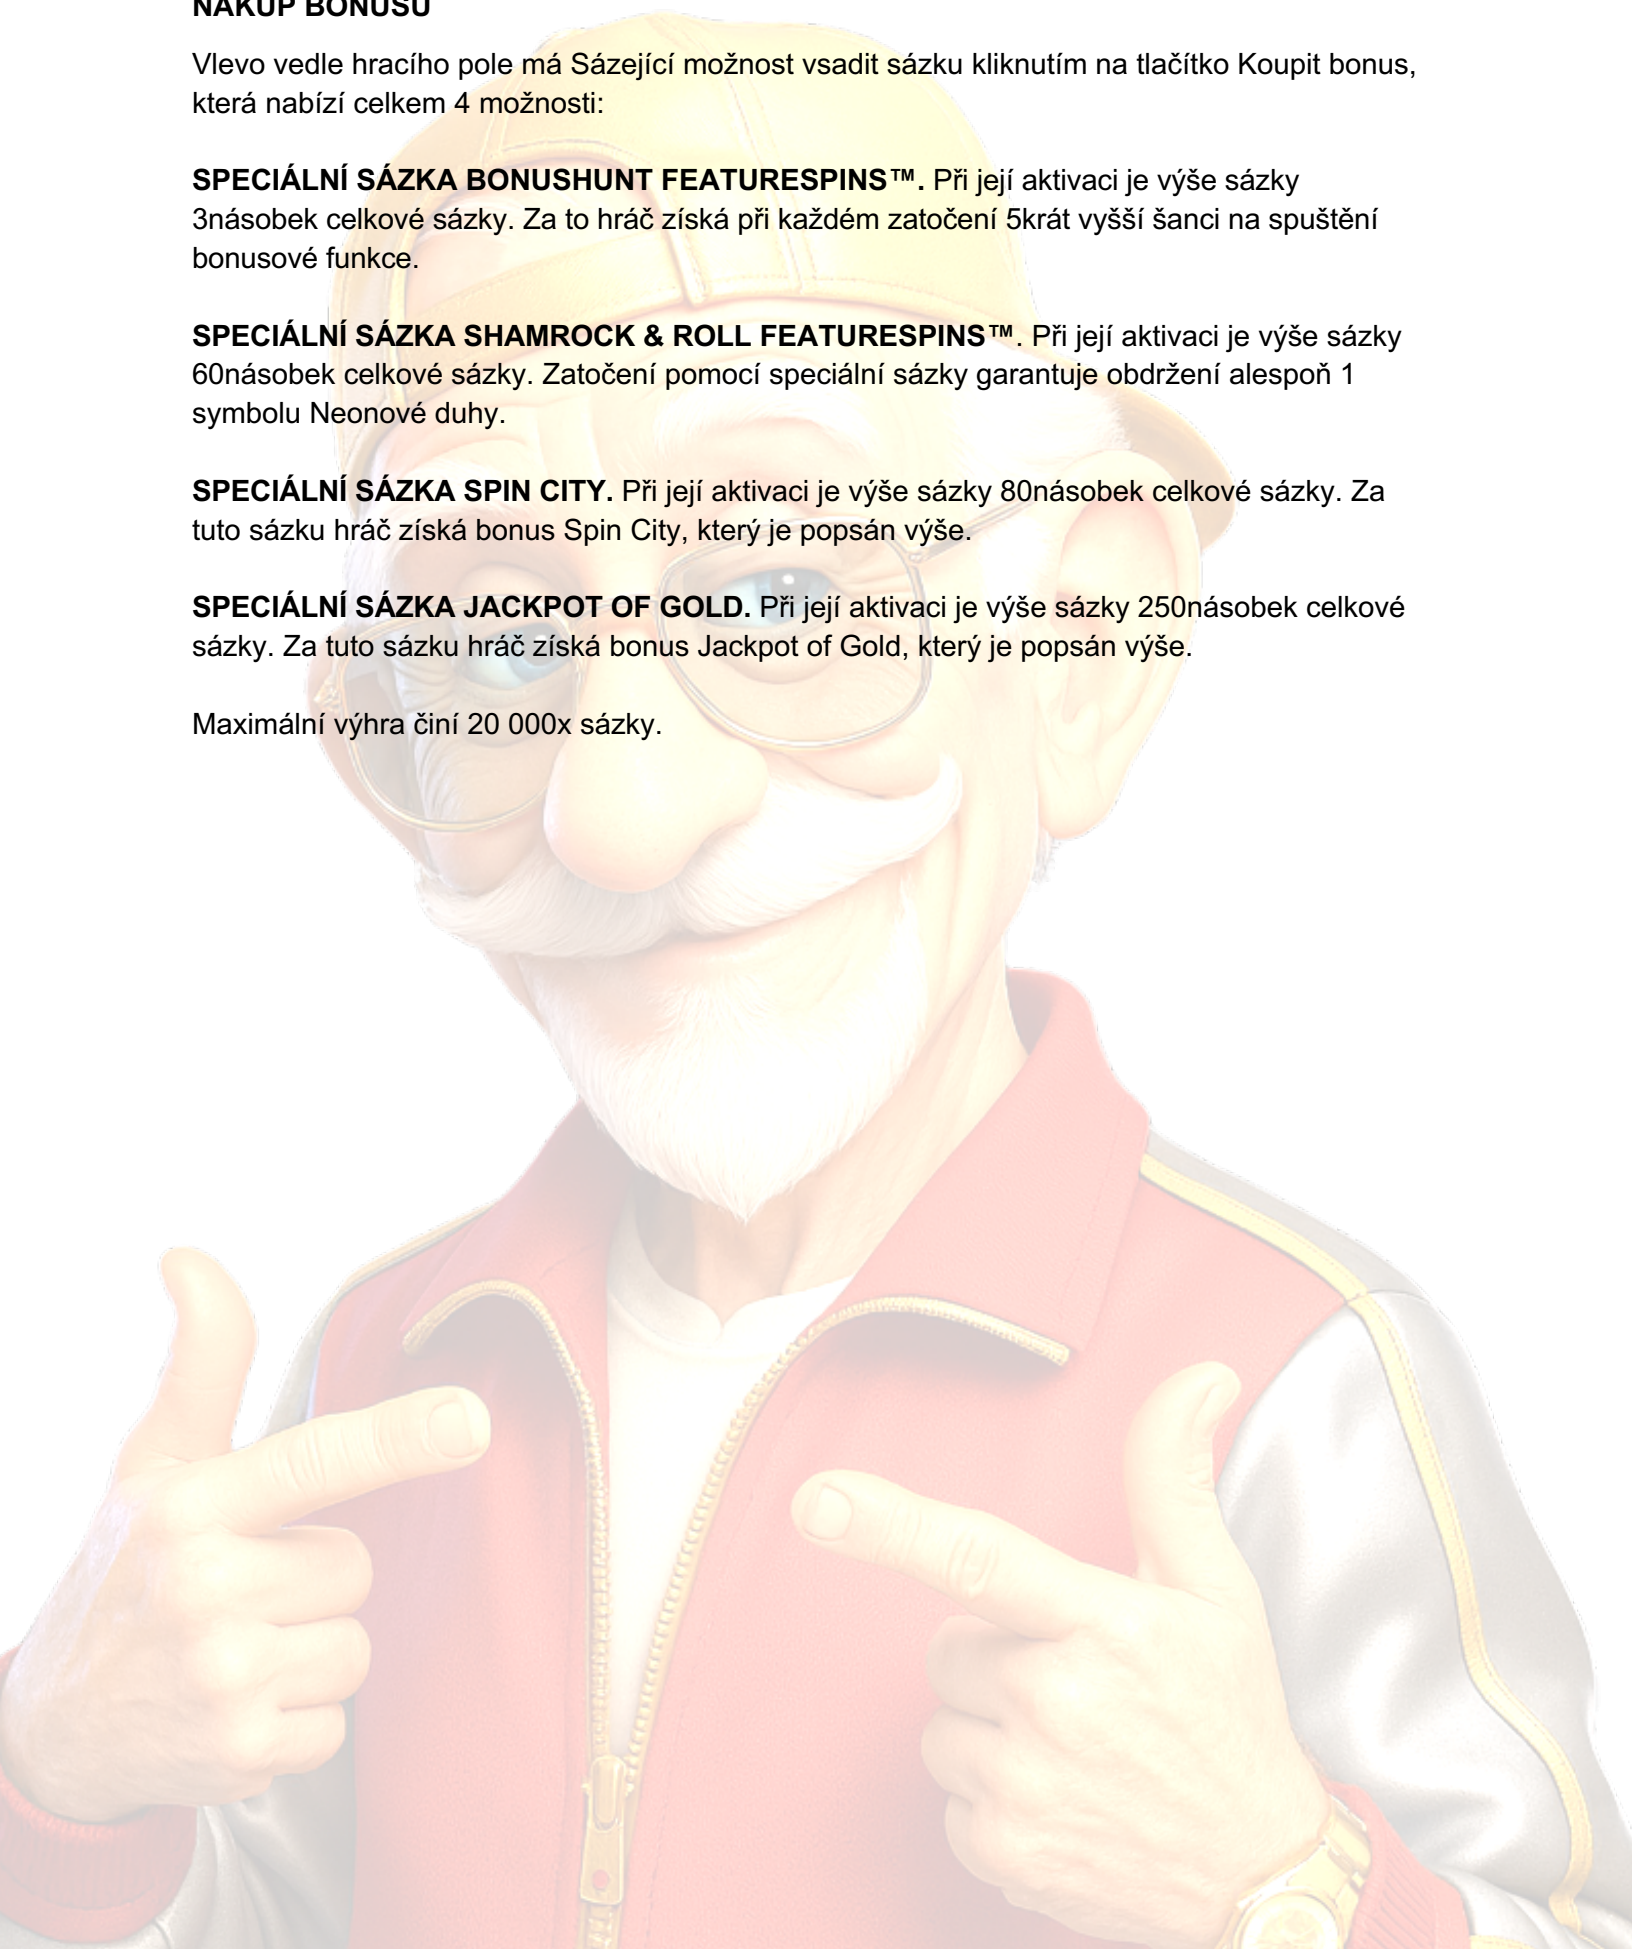 NÁKUP BONUSU
Vlevo vedle hracího pole má Sázející možnost vsadit sázku kliknutím na tlačítko Koupit bonus,
která nabízí celkem 4 možnosti:
SPECIÁLNÍ SÁZKA BONUSHUNT FEATURESPINS™. Při její aktivaci je výše sázky
3násobek celkové sázky. Za to hráč získá při každém zatočení 5krát vyšší šanci na spuštění
bonusové funkce.
SPECIÁLNÍ SÁZKA SHAMROCK & ROLL FEATURESPINS™. Při její aktivaci je výše sázky
60násobek celkové sázky. Zatočení pomocí speciální sázky garantuje obdržení alespoň 1
symbolu Neonové duhy.
SPECIÁLNÍ SÁZKA SPIN CITY. Při její aktivaci je výše sázky 80násobek celkové sázky. Za
tuto sázku hráč získá bonus Spin City, který je popsán výše.
SPECIÁLNÍ SÁZKA JACKPOT OF GOLD. Při její aktivaci je výše sázky 250násobek celkové
sázky. Za tuto sázku hráč získá bonus Jackpot of Gold, který je popsán výše.
Maximální výhra činí 20 000x sázky.